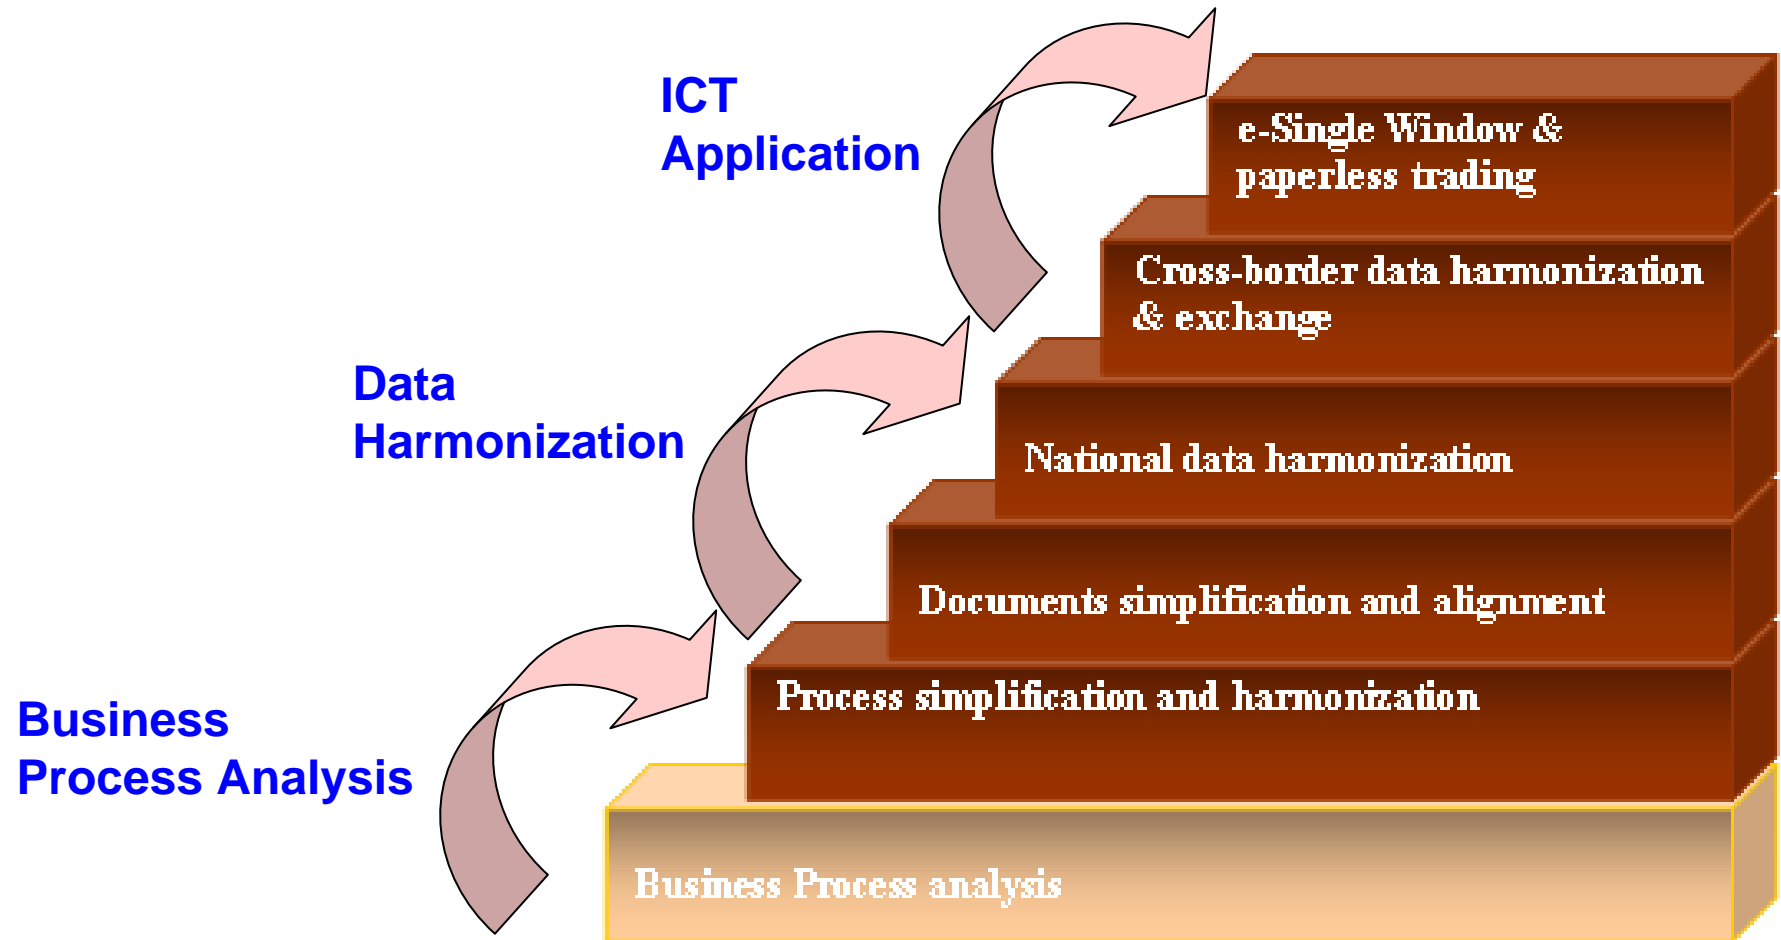 ICT
Application
e-Single Window &
paperless trading
Cross-border data harmonization
& exchange
Data
Harmonization
National data harmonization
Documents simplification and alignment
Process simplification and harmonization
Business
Process Analysis
Business Process analysis